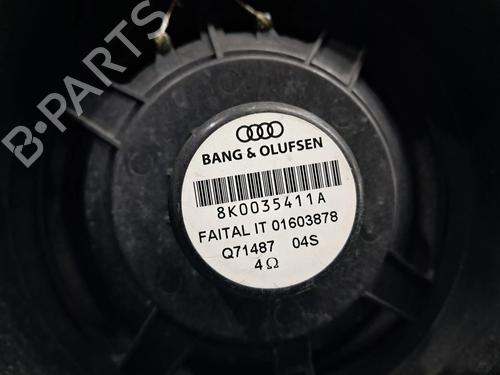 B-PARTS
BANG & OLUFSEN
8K0035411A
FAITAL IT 01603878
Q71487 04S
4Ω